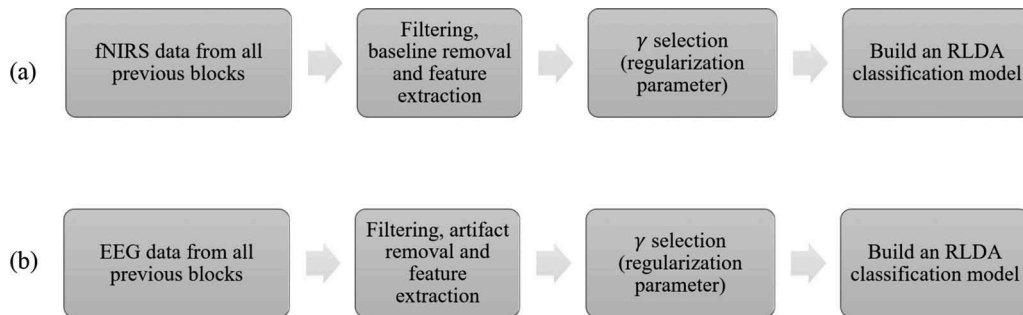 (a)
fNIRS data from all
previous blocks
Filtering,
baseline removal
and feature
extraction
γ selection
(regularization
parameter)
Build an RLDA
classification model
(b)
EEG data from all
previous blocks
Filtering, artifact
removal and
feature
extraction
γ selection
(regularization
parameter)
Build an RLDA
classification model